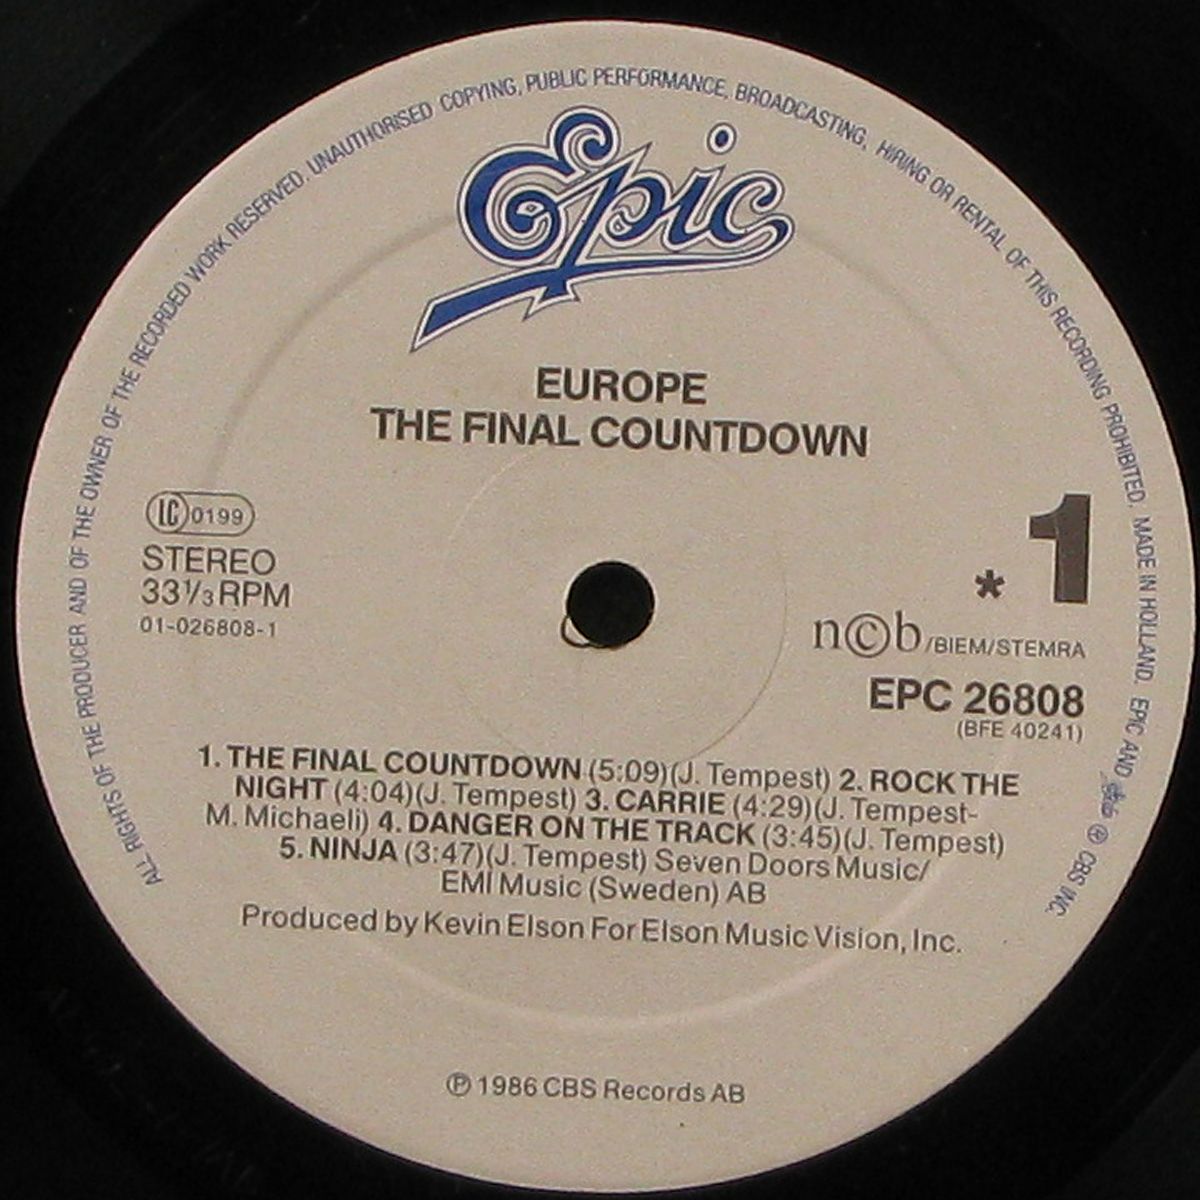 ALL RIGHTS OF THE PRODUCER AND OF THE OWNER OF THE RECORDED WORK RESERVED. UNAUTHORISED COPYING, PUBLIC PERFORMANCE, BROADCASTING, HIRING OR RENTAL OF THIS RECORDING PROHIBITED. MADE IN HOLLAND. EPIC AND ℗ CBS INC.
Epic
EUROPE
THE FINAL COUNTDOWN
LC 0199
STEREO
33 1/3 RPM
01-026808-1
* 1
n©b/BIEM/STEMRA
EPC 26808
(BFE 40241)
1. THE FINAL COUNTDOWN (5:09)(J. Tempest) 2. ROCK THE
NIGHT (4:04)(J. Tempest) 3. CARRIE (4:29)(J. Tempest-
M. Michaeli) 4. DANGER ON THE TRACK (3:45)(J. Tempest)
5. NINJA (3:47)(J. Tempest) Seven Doors Music/
EMI Music (Sweden) AB
Produced by Kevin Elson For Elson Music Vision, Inc.
℗ 1986 CBS Records AB